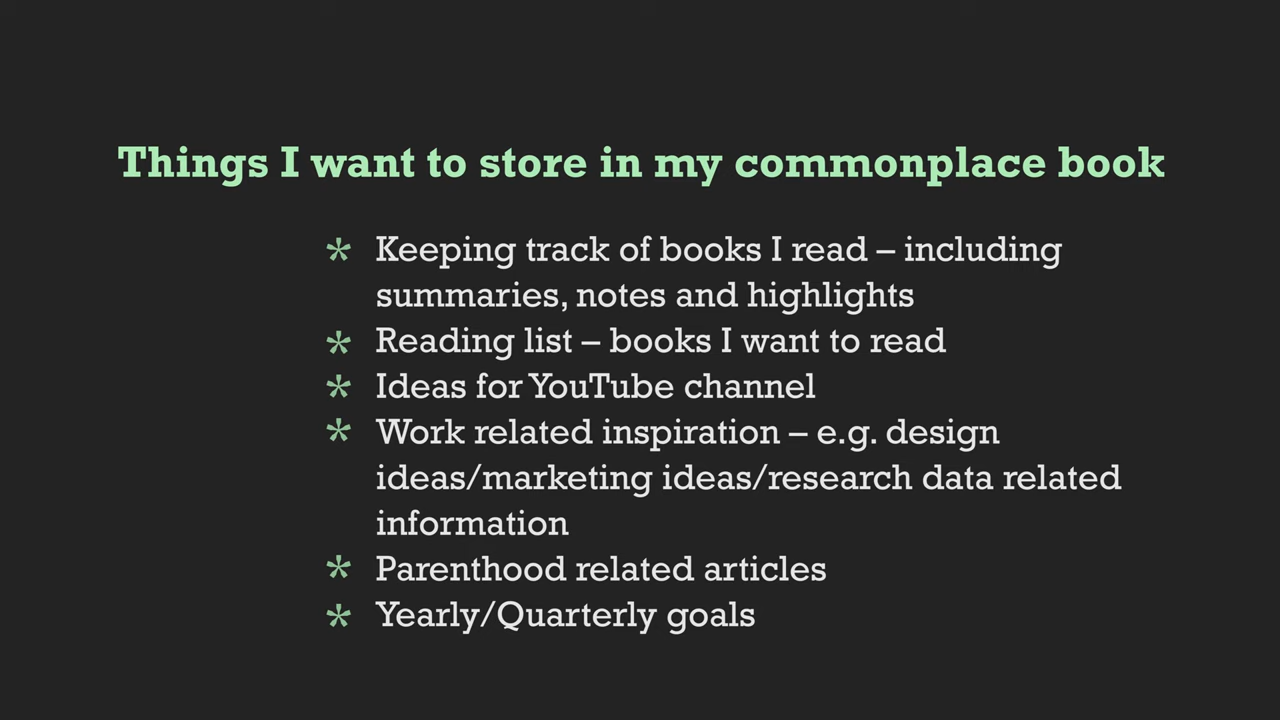 Things I want to store in my commonplace book
* Keeping track of books I read – including
summaries, notes and highlights
* Reading list – books I want to read
* Ideas for YouTube channel
* Work related inspiration – e.g. design
ideas/marketing ideas/research data related
information
* Parenthood related articles
* Yearly/Quarterly goals